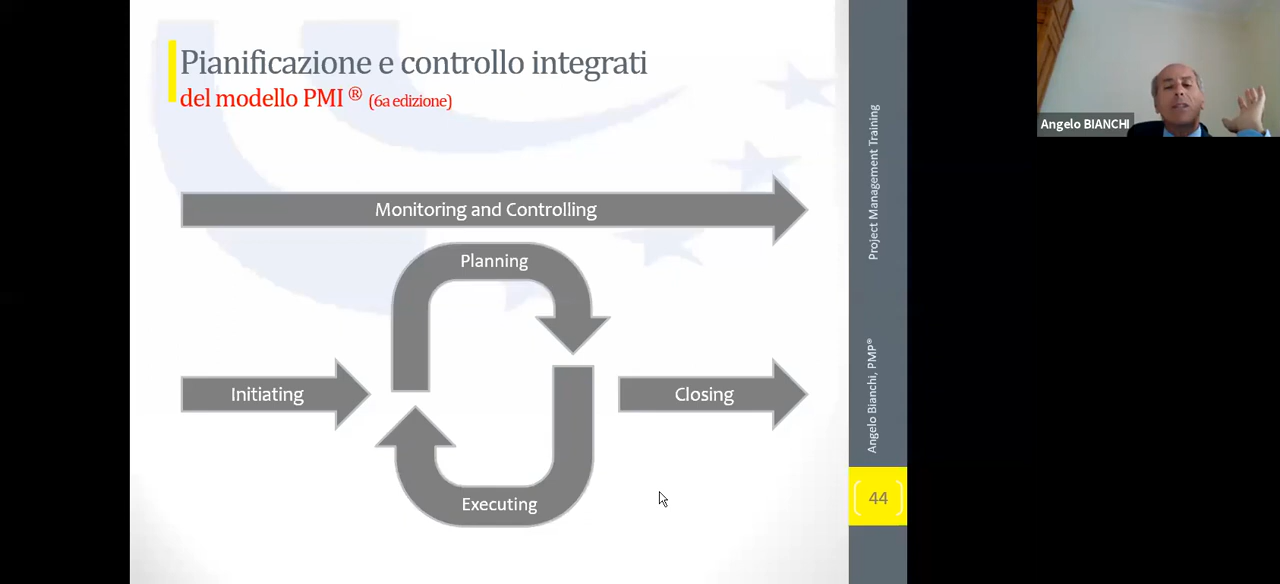 Pianificazione e controllo integrati
del modello PMI® (6a edizione)
Monitoring and Controlling
Planning
Initiating
Closing
Executing
Project Management Training
Angelo Bianchi, PMP®
44
Angelo BIANCHI